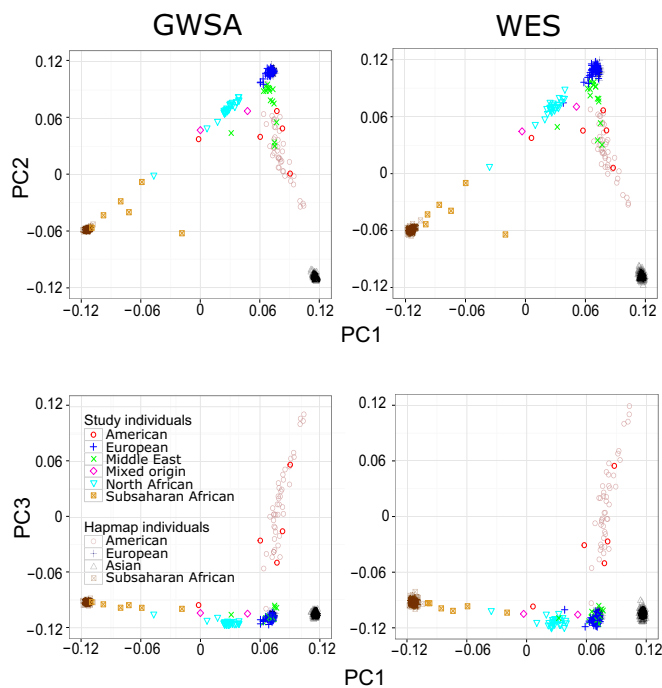 GWSA WES
0.12
0.06
0
−0.06
−0.12
PC2
−0.12 −0.06 0 0.06 0.12
0.12
0.06
0
−0.06
−0.12
−0.12 −0.06 0 0.06 0.12
PC1
0.12
0.06
0
−0.06
−0.12
PC3
Study individuals
American
European
Middle East
Mixed origin
North African
Subsaharan African
Hapmap individuals
American
European
Asian
Subsaharan African
−0.12 −0.06 0 0.06 0.12
0.12
0.06
0
−0.06
−0.12
−0.12 −0.06 0 0.06 0.12
PC1